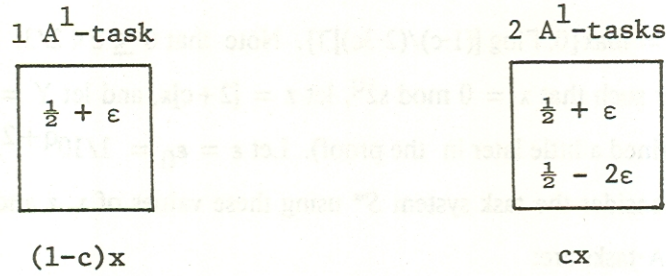 1 A¹-task
2 A¹-tasks
½ + ε
½ + ε
½ - 2ε
(1-c)x
cx